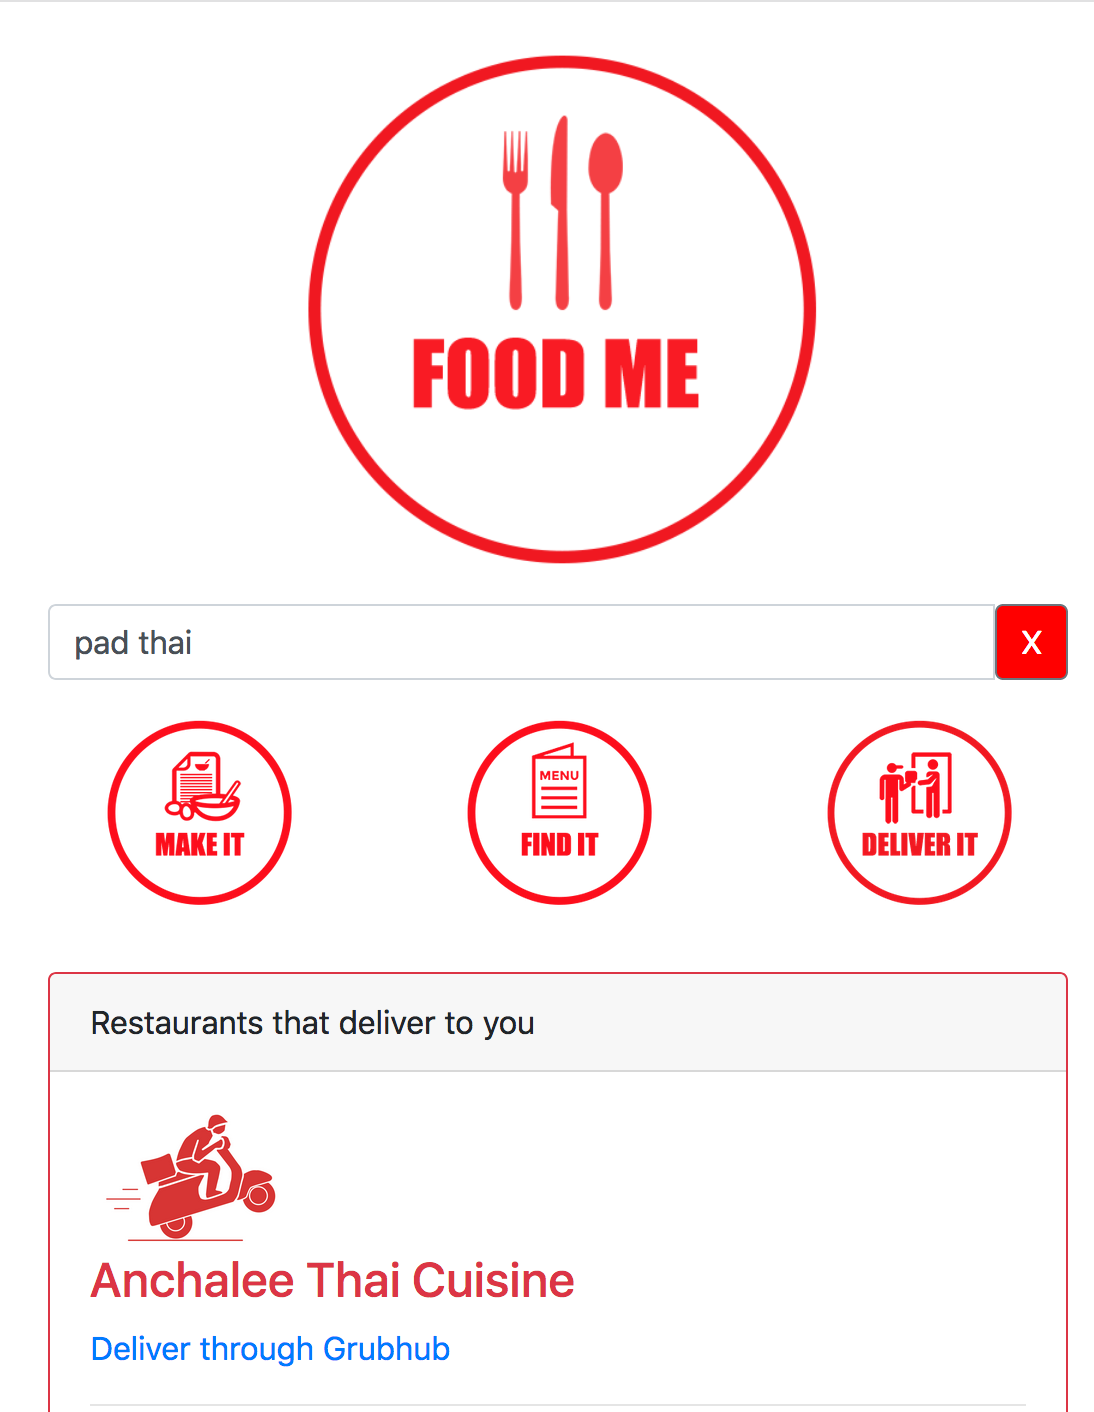 FOOD ME
pad thai
X
MENU
MAKE IT
FIND IT
DELIVER IT
Restaurants that deliver to you
Anchalee Thai Cuisine
Deliver through Grubhub